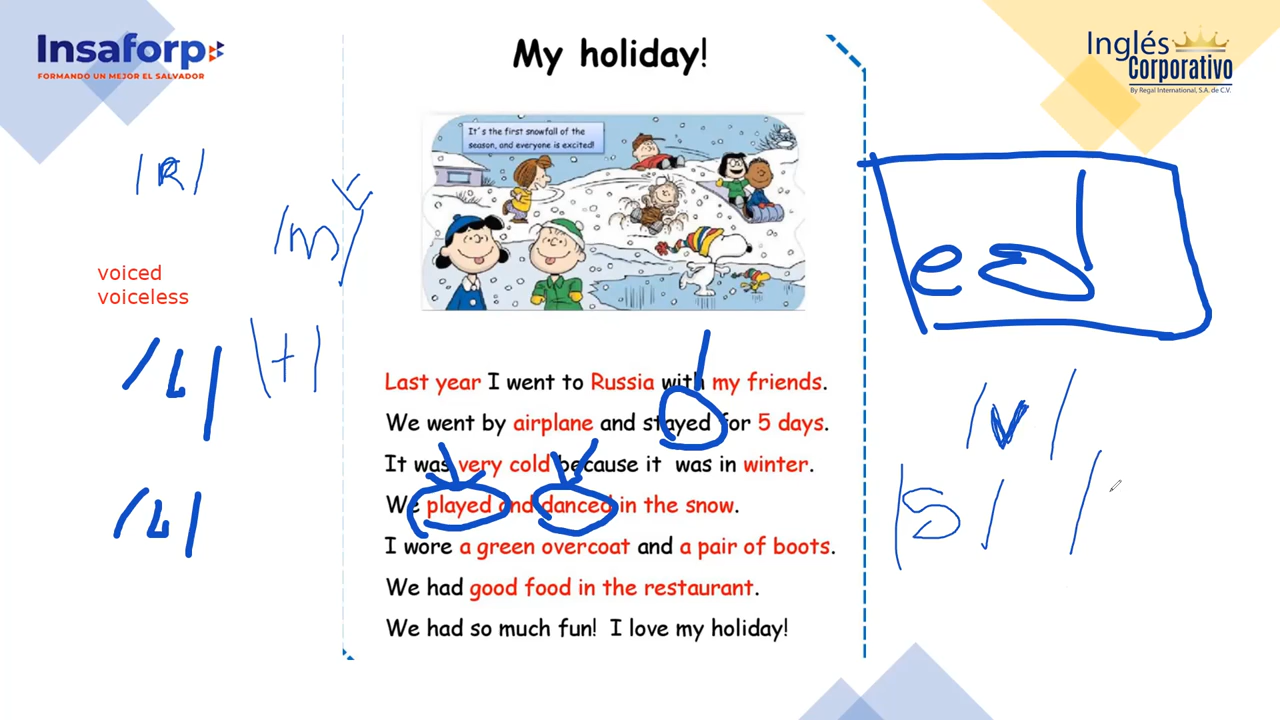 Insaforp
FORMANDO UN MEJOR EL SALVADOR
My holiday!
Inglés
Corporativo
By Regal International, S.A. de C.V.
It's the first snowfall of the
season, and everyone is excited!
/R/
/m/
voiced
voiceless
/t/
ed
Last year I went to Russia with my friends.
We went by airplane and stayed for 5 days.
It was very cold because it was in winter.
We played and danced in the snow.
I wore a green overcoat and a pair of boots.
We had good food in the restaurant.
We had so much fun! I love my holiday!
/v/
/s/